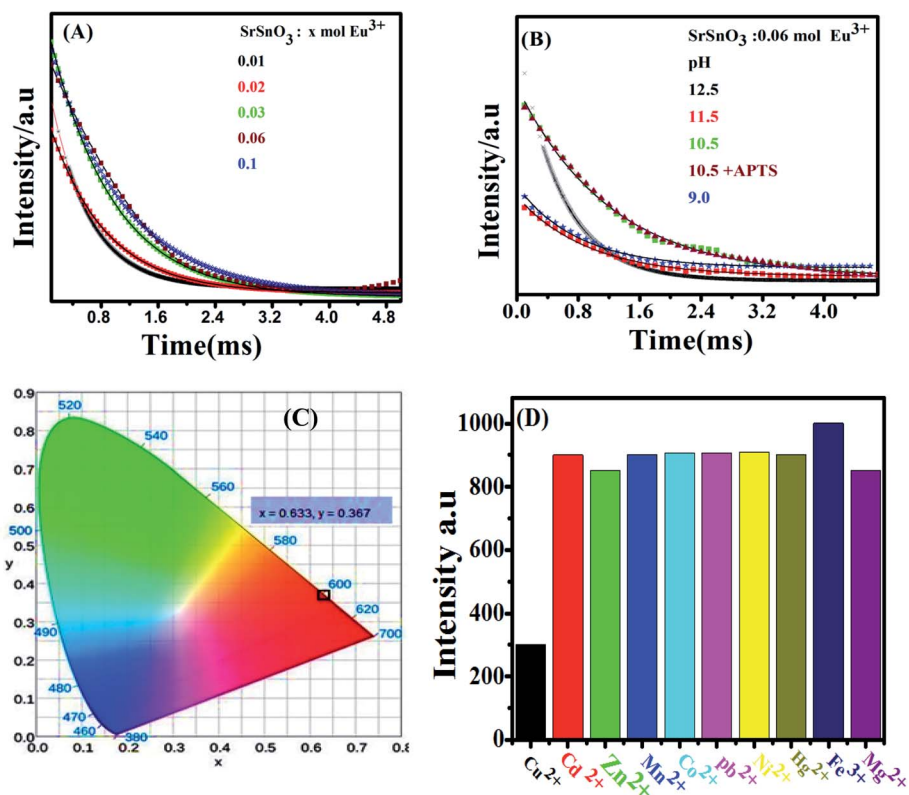 (A)
SrSnO3 : x mol Eu3+
0.01
0.02
0.03
0.06
0.1
Intensity/a.u
0.8 1.6 2.4 3.2 4.0 4.8
Time(ms)
(B)
SrSnO3 :0.06 mol Eu3+
pH
12.5
11.5
10.5
10.5 +APTS
9.0
Intensity/a.u
0.0 0.8 1.6 2.4 3.2 4.0
Time(ms)
(C)
0.9
0.8
0.7
0.6
0.5
y
0.4
0.3
0.2
0.1
0.0
520
540
560
x = 0.633, y = 0.367
500
580
600
620
490
700
480
470
460
380
0.0 0.1 0.2 0.3 0.4 0.5 0.6 0.7 0.8
x
(D)
Intensity a.u
1000
800
600
400
200
0
Cu2+ Cd 2+ Zn2+ Mn2+ Co2+ pb2+ Ni2+ Hg2+ Fe3+ Mg2+